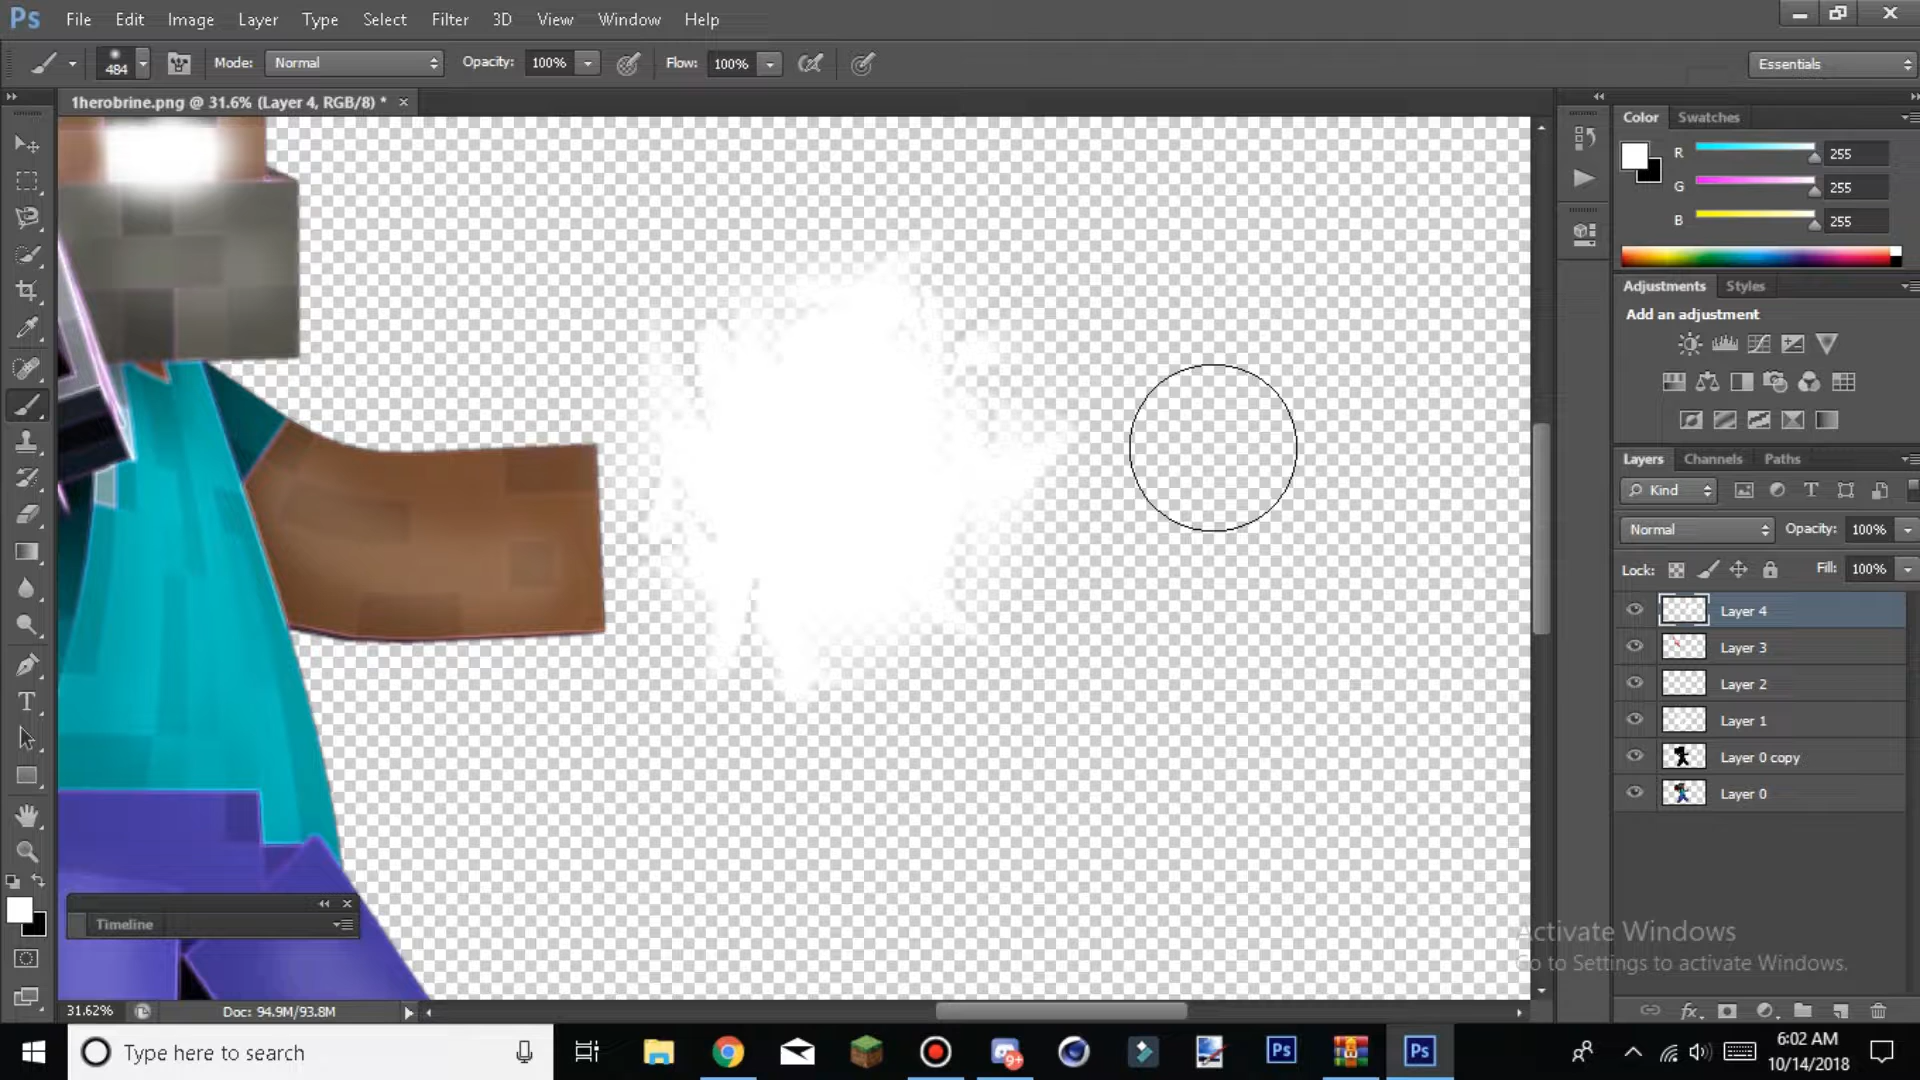 Ps File Edit Image Layer Type Select Filter 3D View Window Help
484 Mode: Normal Opacity: 100% Flow: 100% Essentials
1herobrine.png @ 31.6% (Layer 4, RGB/8) *
Color Swatches
R 255
G 255
B 255
Adjustments Styles
Add an adjustment
Layers Channels Paths
Kind
Normal Opacity: 100%
Lock: Fill: 100%
Layer 4
Layer 3
Layer 2
Layer 1
Layer 0 copy
Layer 0
Timeline
Activate Windows
Go to Settings to activate Windows.
31.62% Doc: 94.9M/93.8M
Type here to search
9+
Ps
Ps
6:02 AM
10/14/2018